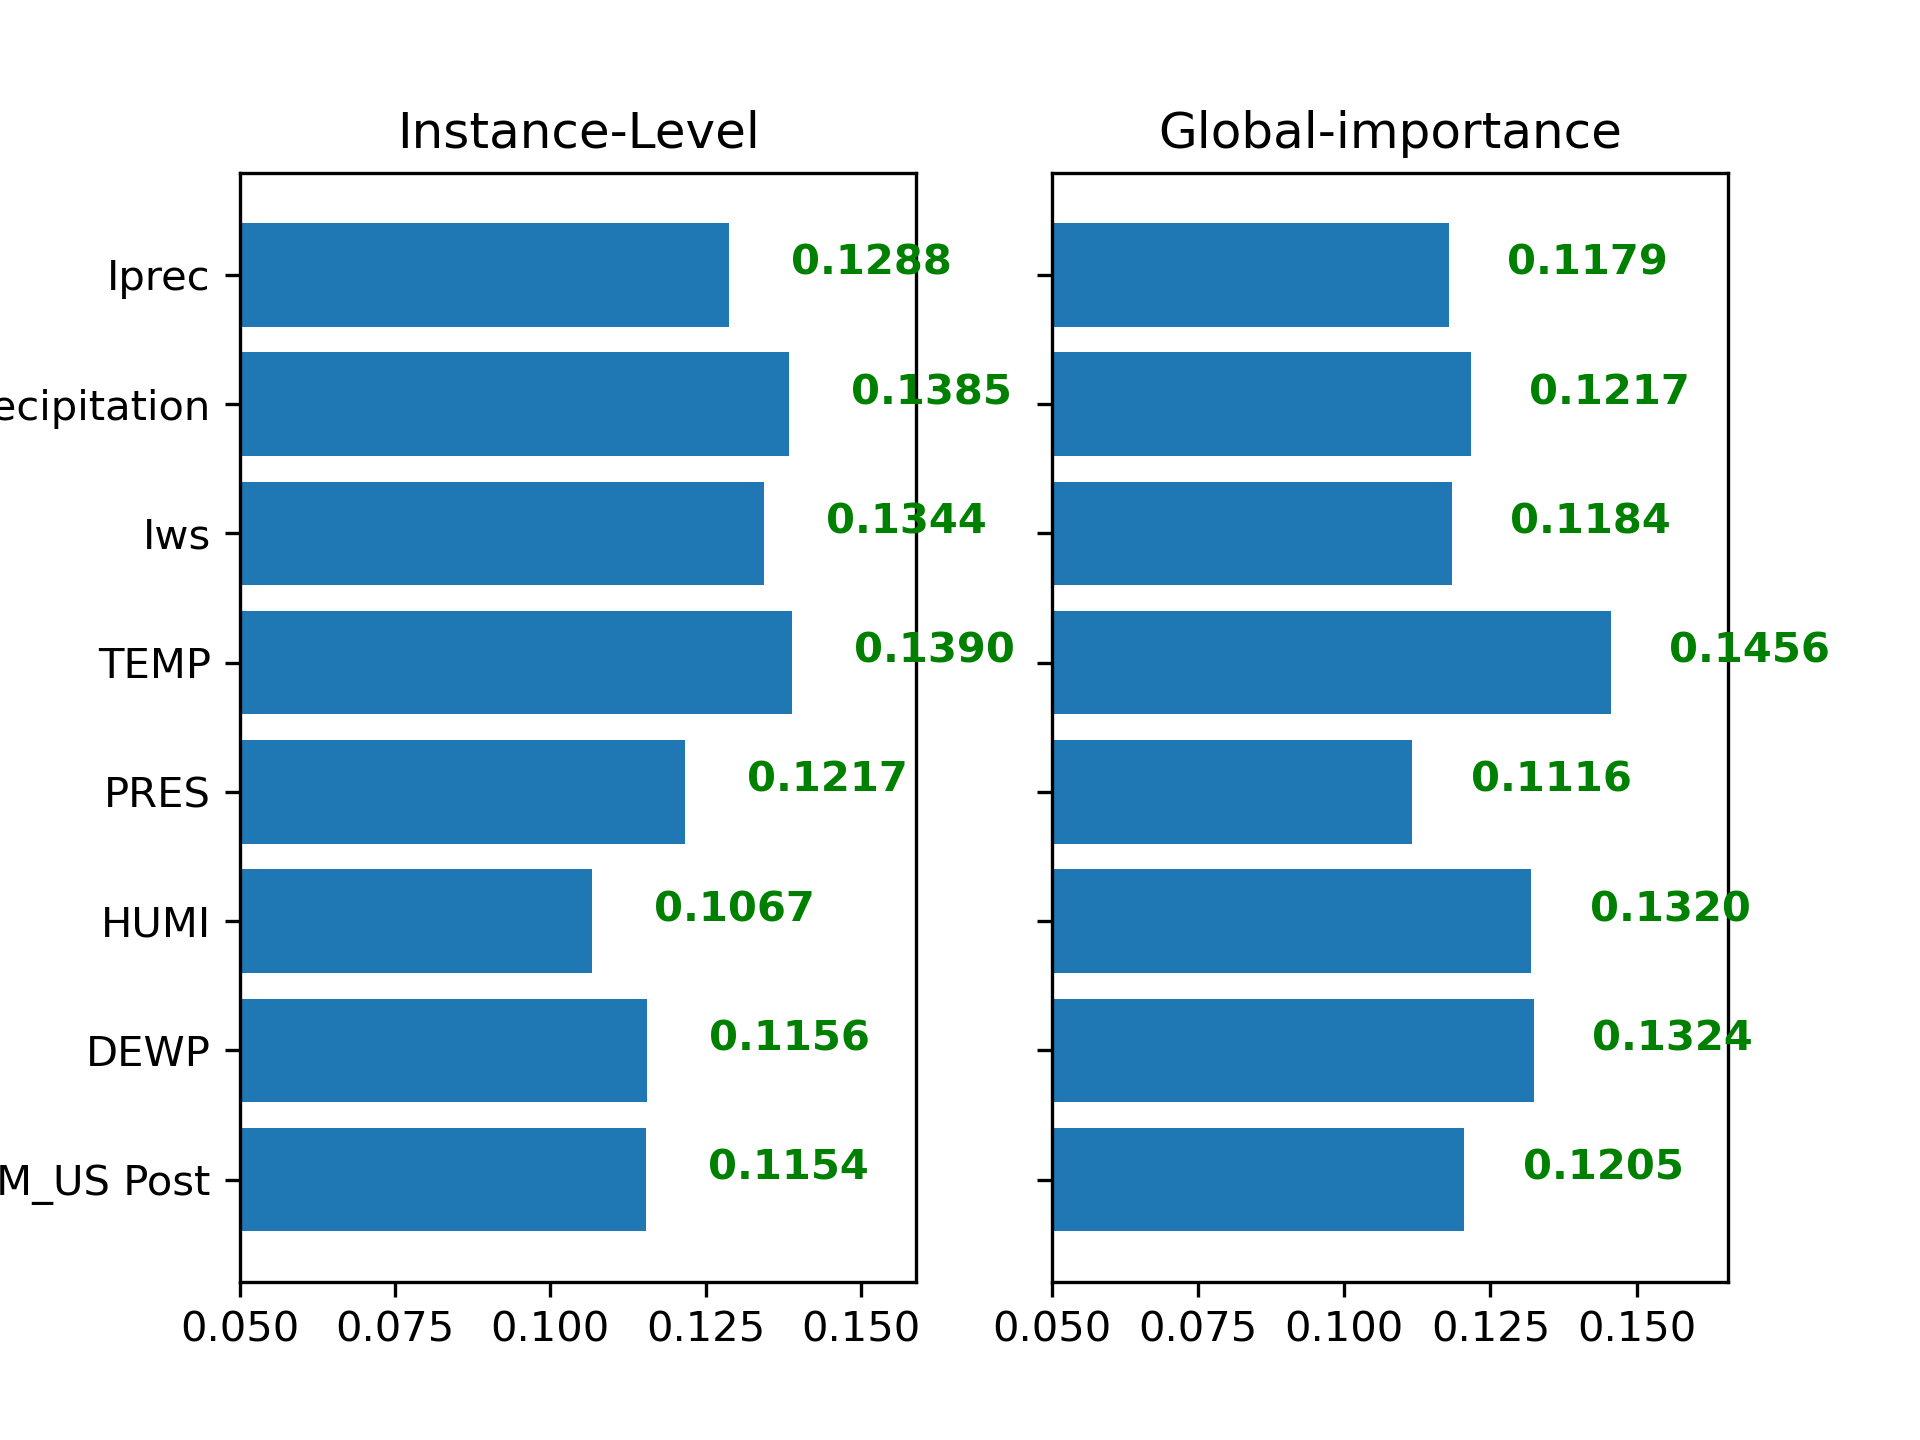 Instance-Level Global-importance
Iprec 0.1288 0.1179
ecipitation 0.1385 0.1217
Iws 0.1344 0.1184
TEMP 0.1390 0.1456
PRES 0.1217 0.1116
HUMI 0.1067 0.1320
DEWP 0.1156 0.1324
M_US Post 0.1154 0.1205
0.050 0.075 0.100 0.125 0.150 0.050 0.075 0.100 0.125 0.150